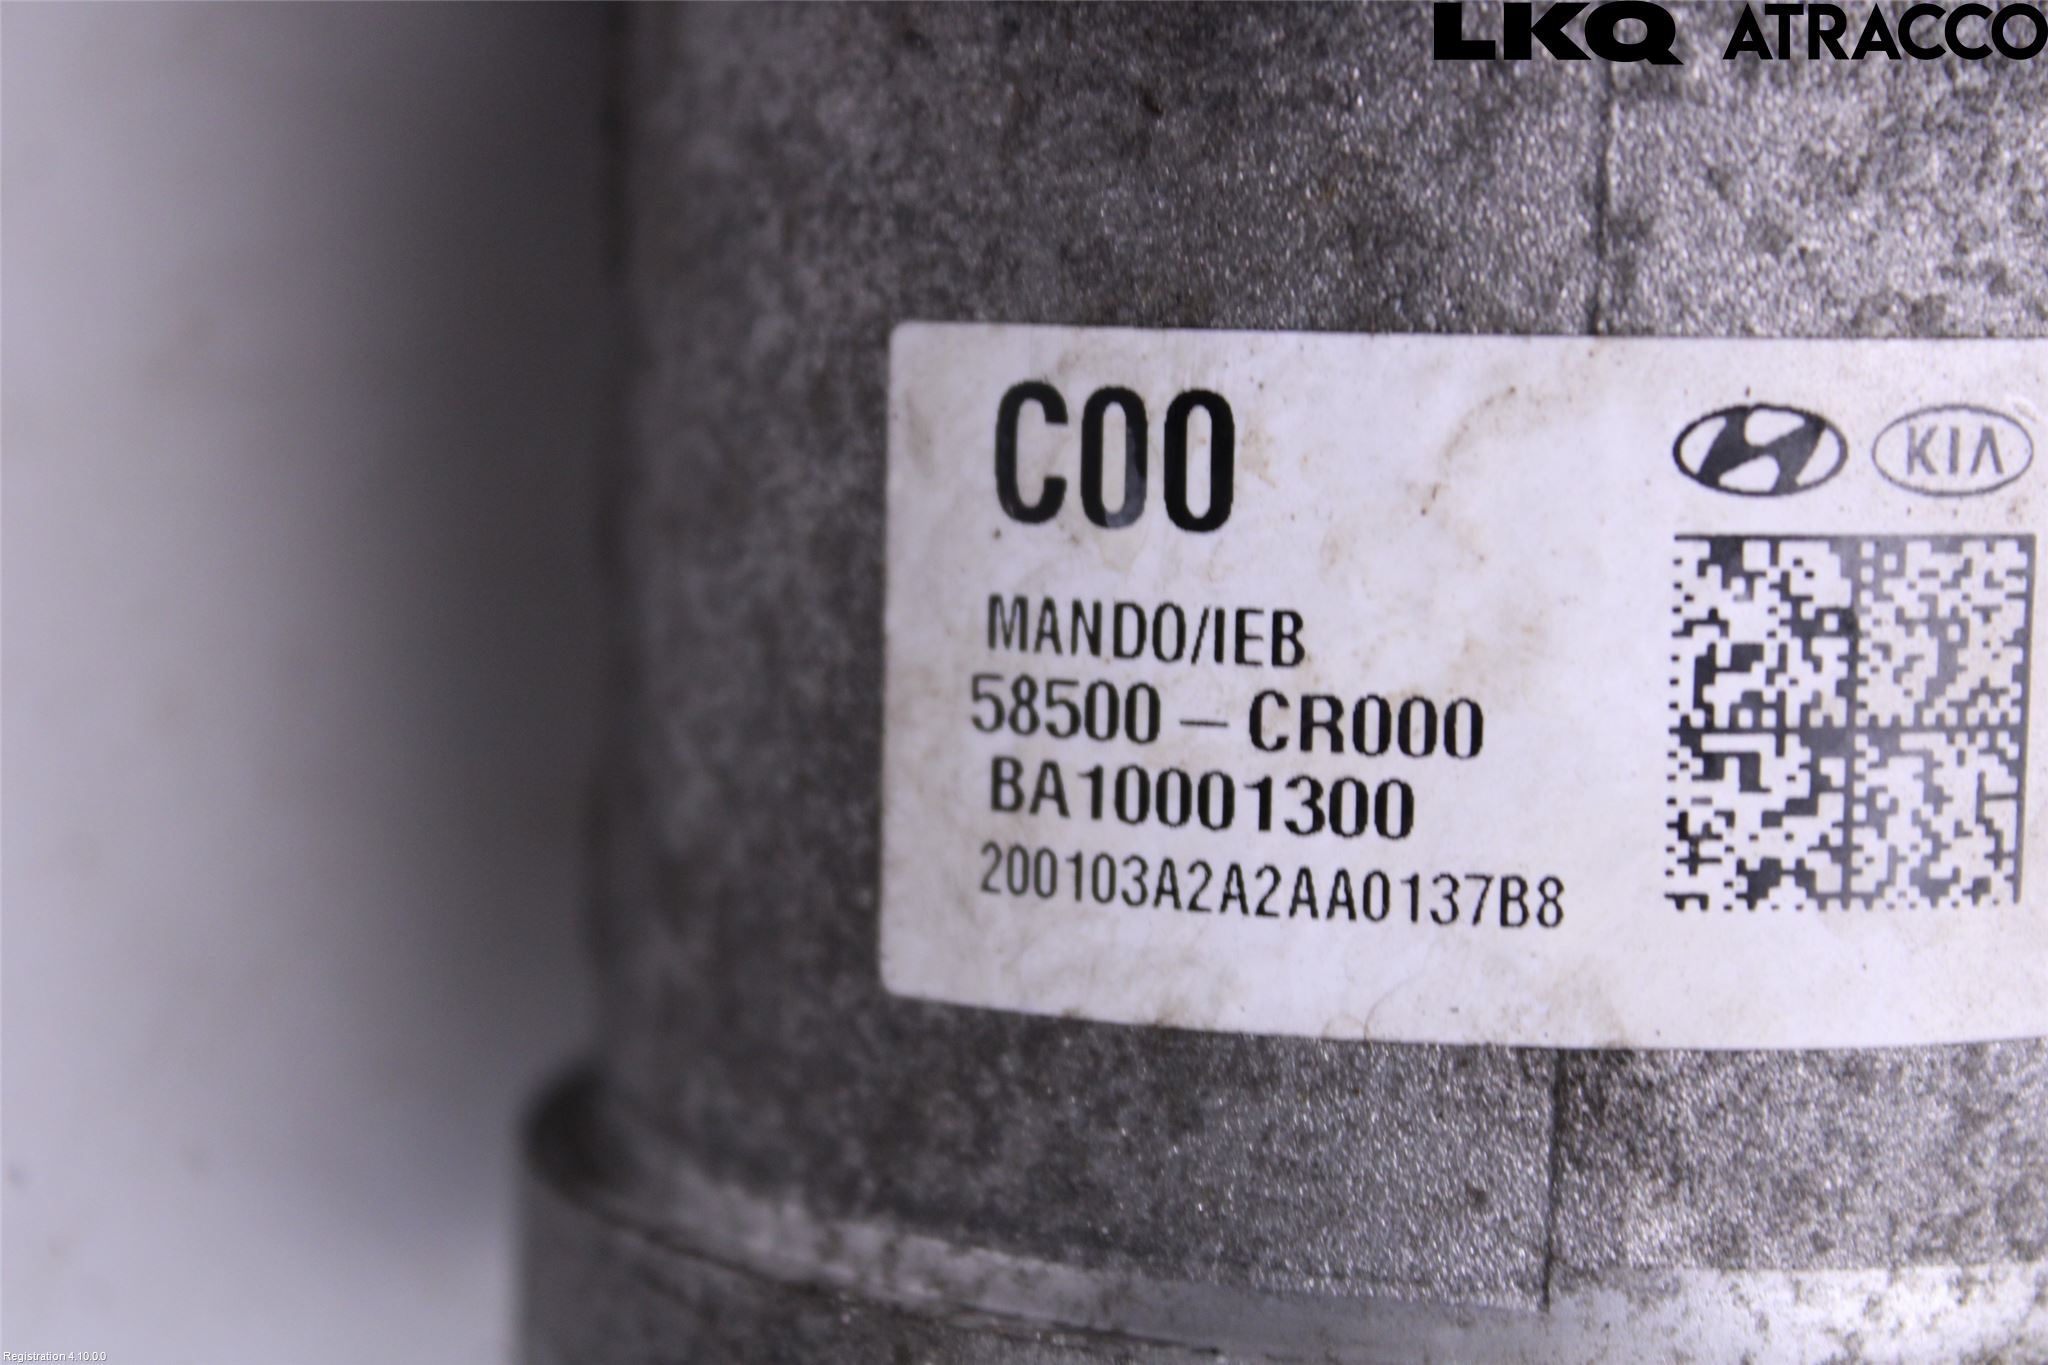 LKQ ATRACCO
C00
KIA
MANDO/IEB
58500 – CR000
BA10001300
200103A2A2AA0137B8
Registration 4.10.0.0